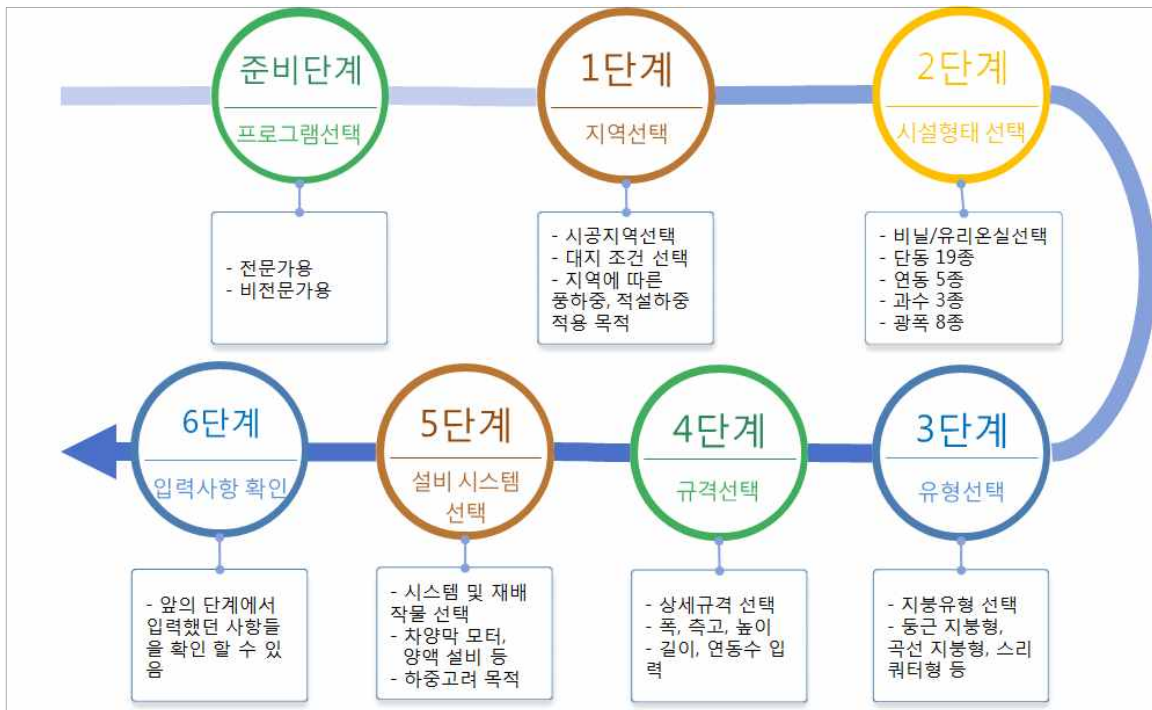 준비단계
프로그램선택
- 전문가용
- 비전문가용
1단계
지역선택
- 시공지역선택
- 대지 조건 선택
- 지역에 따른
풍하중, 적설하중
적용 목적
2단계
시설형태 선택
- 비닐/유리온실선택
- 단동 19종
- 연동 5종
- 과수 3종
- 광폭 8종
3단계
유형선택
- 지붕유형 선택
- 둥근 지붕형,
곡선 지붕형, 스리
쿼터형 등
4단계
규격선택
- 상세규격 선택
- 폭, 측고, 높이
- 길이, 연동수 입
력
5단계
설비 시스템
선택
- 시스템 및 재배
작물 선택
- 차양막 모터,
양액 설비 등
- 하중고려 목적
6단계
입력사항 확인
- 앞의 단계에서
입력했던 사항들
을 확인 할 수 있
음